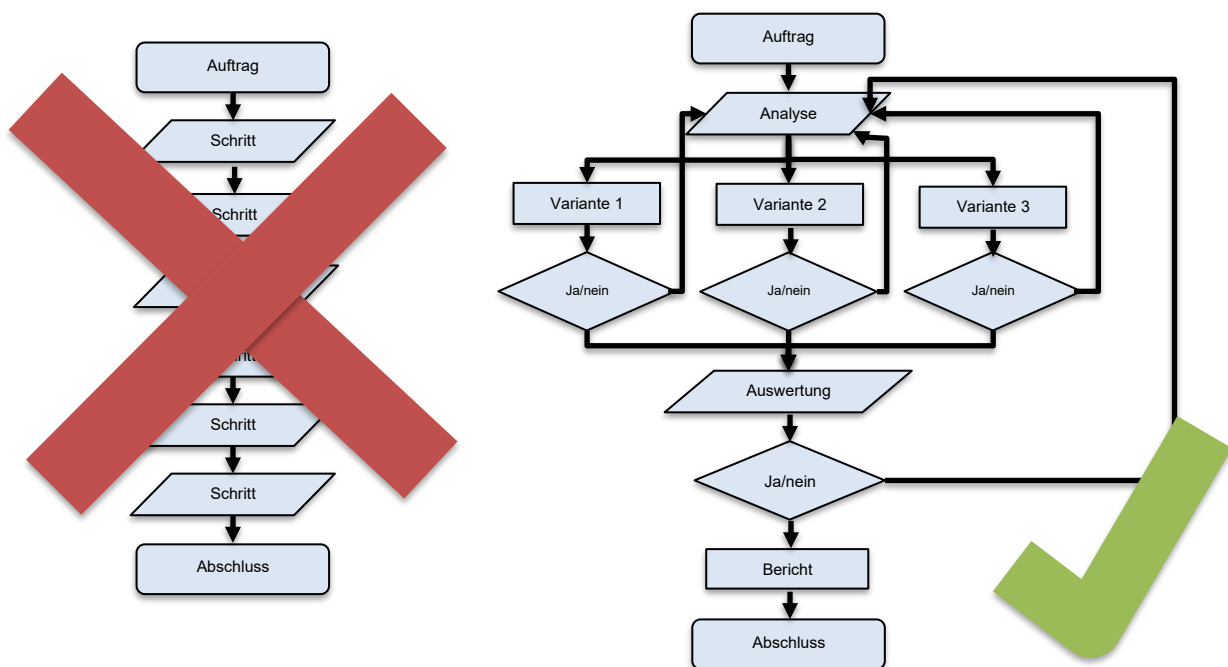 Auftrag
Schritt
Schritt
Schritt
Schritt
Abschluss
Auftrag
Analyse
Variante 1
Variante 2
Variante 3
Ja/nein
Ja/nein
Ja/nein
Auswertung
Ja/nein
Bericht
Abschluss